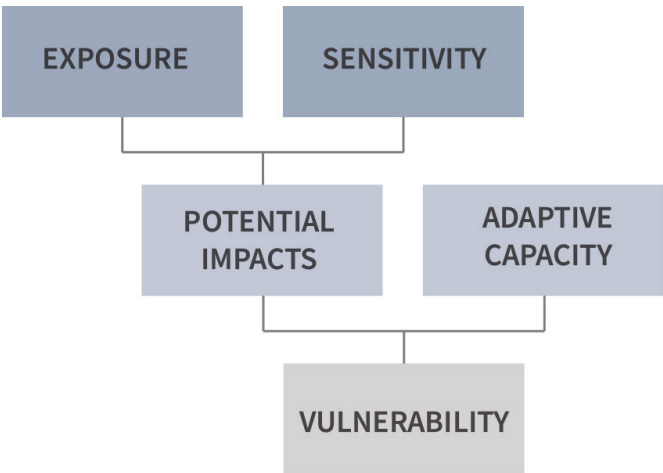 EXPOSURE
SENSITIVITY
POTENTIAL
IMPACTS
ADAPTIVE
CAPACITY
VULNERABILITY